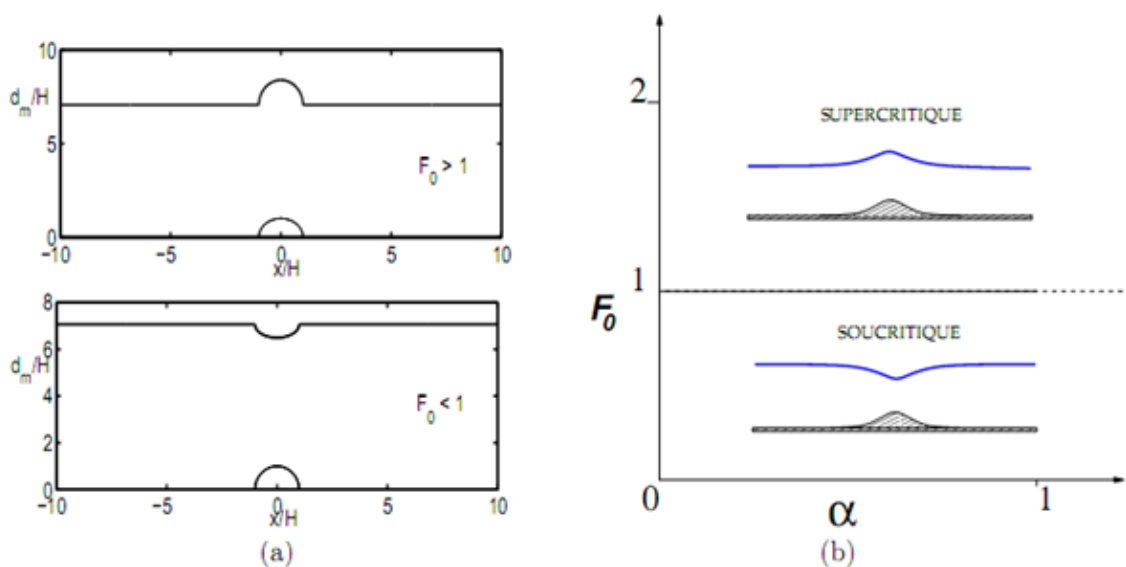 10
d_m/H
5
F_0 > 1
0
−10
−5
0
5
10
x/H
8
6
d_m/H
4
F_0 < 1
2
0
−10
−5
0
5
10
x/H
(a)
2
SUPERCRITIQUE
1
F_0
SOUCRITIQUE
0
α
1
(b)